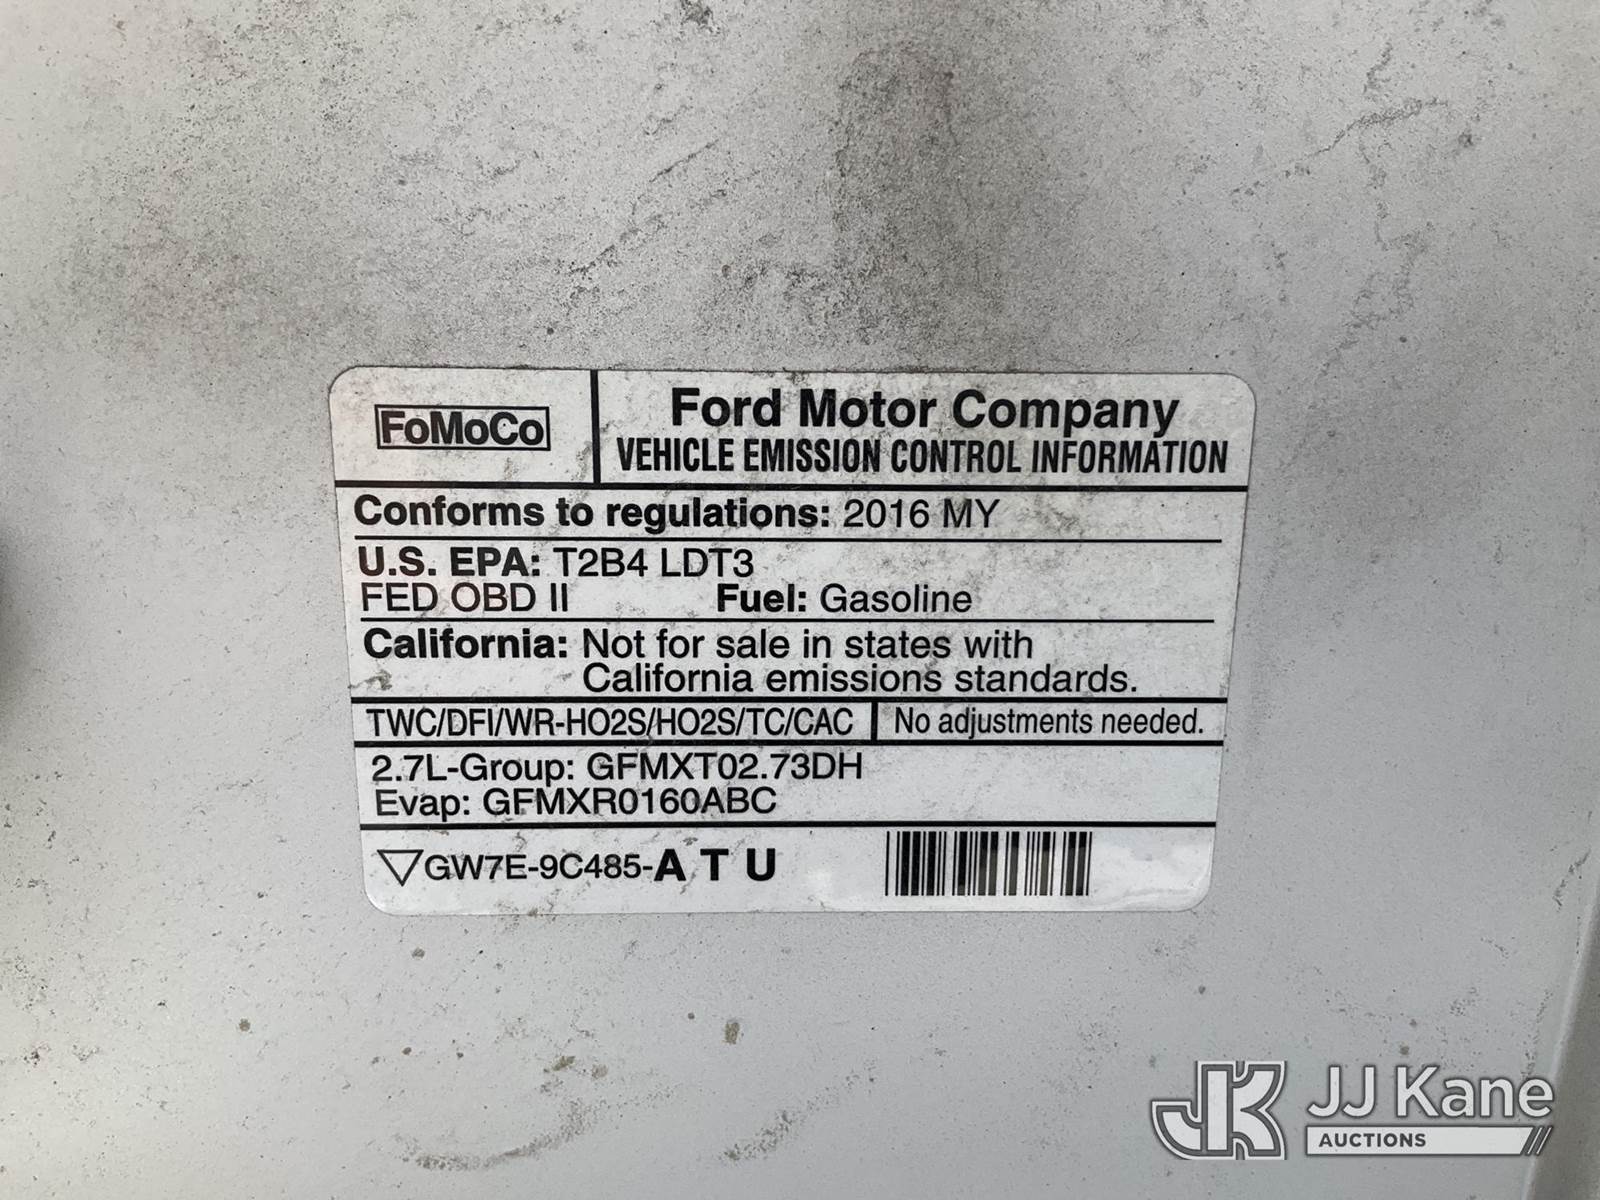 FoMoCo
Ford Motor Company
VEHICLE EMISSION CONTROL INFORMATION
Conforms to regulations: 2016 MY
U.S. EPA: T2B4 LDT3
FED OBD II Fuel: Gasoline
California: Not for sale in states with
California emissions standards.
TWC/DFI/WR-HO2S/HO2S/TC/CAC No adjustments needed.
2.7L-Group: GFMXT02.73DH
Evap: GFMXR0160ABC
GW7E-9C485-A T U
JK JJ Kane
AUCTIONS